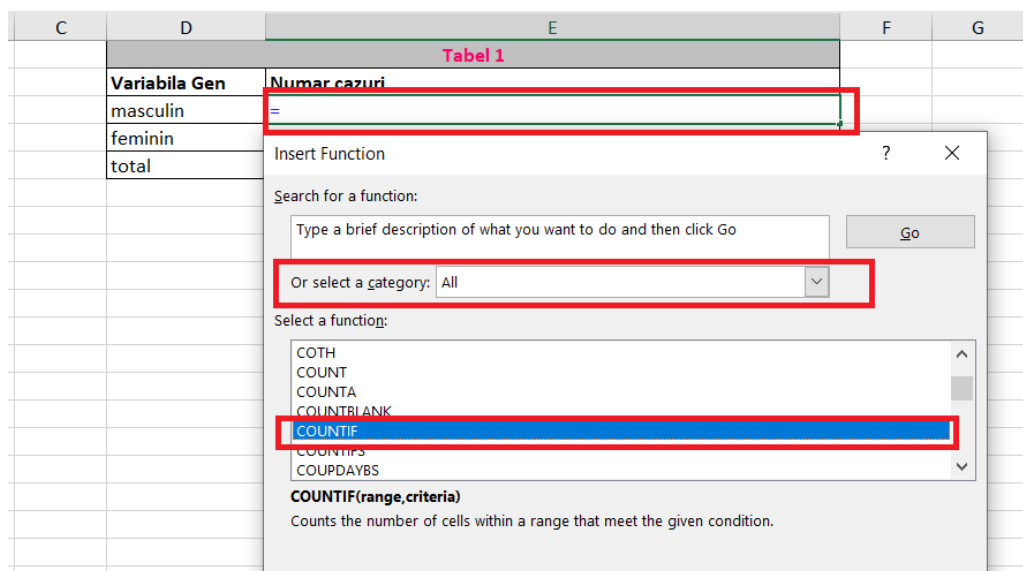 C D E F G
Tabel 1
Variabila Gen Numar cazuri
masculin =
feminin
total
Insert Function ? ×
Search for a function:
Type a brief description of what you want to do and then click Go
Go
Or select a category: All
Select a function:
COTH
COUNT
COUNTA
COUNTBLANK
COUNTIF
COUNTIFS
COUPDAYBS
COUNTIF(range,criteria)
Counts the number of cells within a range that meet the given condition.